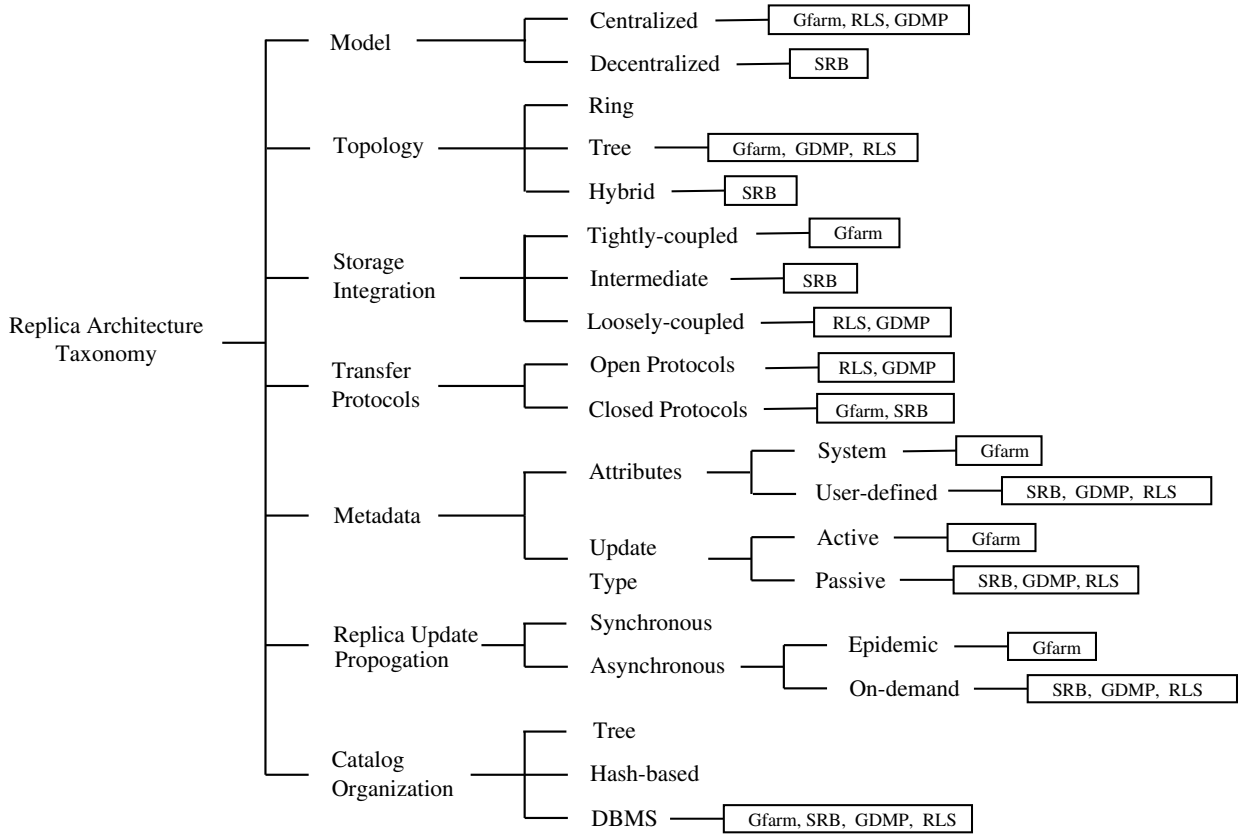 Replica Architecture
Taxonomy
Model
Centralized
Gfarm, RLS, GDMP
Decentralized
SRB
Topology
Ring
Tree
Gfarm, GDMP, RLS
Hybrid
SRB
Storage
Integration
Tightly-coupled
Gfarm
Intermediate
SRB
Loosely-coupled
RLS, GDMP
Transfer
Protocols
Open Protocols
RLS, GDMP
Closed Protocols
Gfarm, SRB
Metadata
Attributes
System
Gfarm
User-defined
SRB, GDMP, RLS
Update
Type
Active
Gfarm
Passive
SRB, GDMP, RLS
Replica Update
Propogation
Synchronous
Asynchronous
Epidemic
Gfarm
On-demand
SRB, GDMP, RLS
Catalog
Organization
Tree
Hash-based
DBMS
Gfarm, SRB, GDMP, RLS